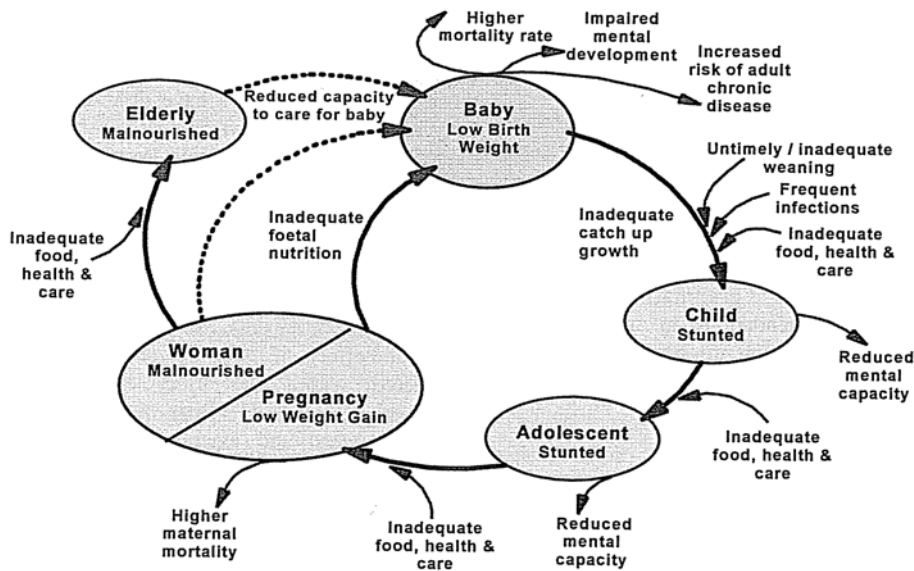 Higher
mortality rate
Impaired
mental
development
Increased
risk of adult
chronic
disease
Elderly
Malnourished
Reduced capacity
to care for baby
Baby
Low Birth
Weight
Untimely / inadequate
weaning
Frequent
infections
Inadequate
food, health &
care
Inadequate
catch up
growth
Inadequate
foetal
nutrition
Inadequate
food,
health &
care
Child
Stunted
Reduced
mental
capacity
Woman
Malnourished
Pregnancy
Low Weight Gain
Adolescent
Stunted
Inadequate
food, health &
care
Higher
maternal
mortality
Inadequate
food, health &
care
Reduced
mental
capacity